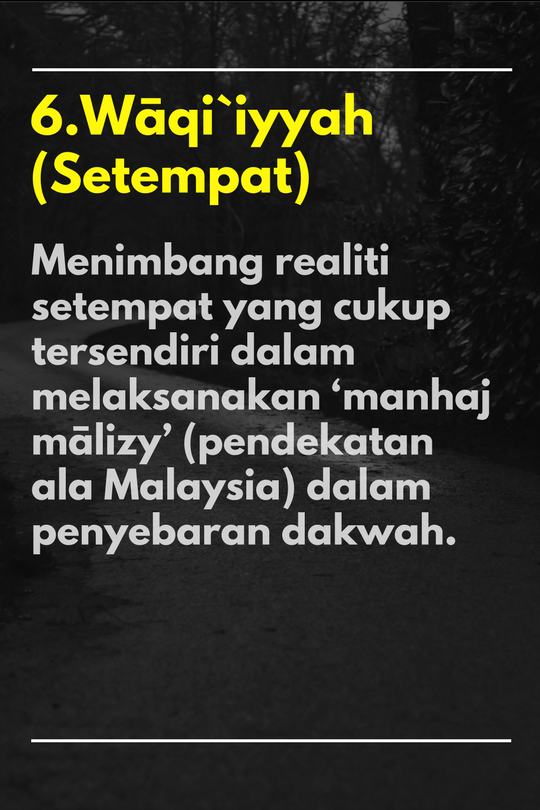 6.Wāqi`iyyah
(Setempat)
Menimbang realiti
setempat yang cukup
tersendiri dalam
melaksanakan ‘manhaj
mālizy’ (pendekatan
ala Malaysia) dalam
penyebaran dakwah.